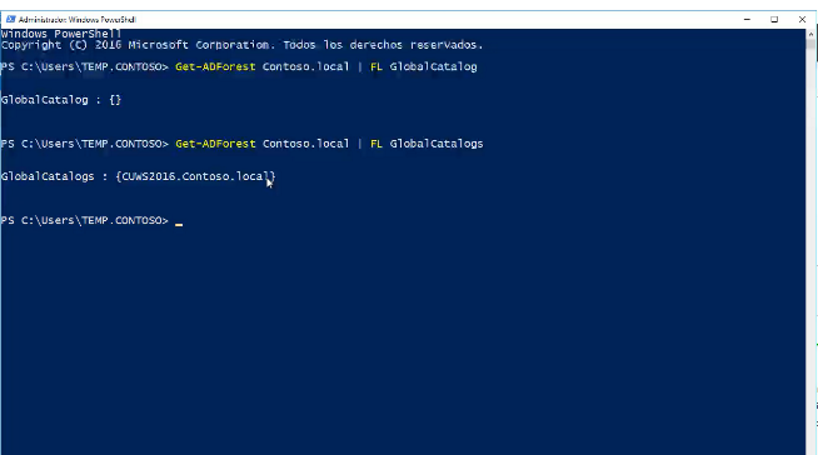 Administrador: Windows PowerShell
Windows PowerShell
Copyright (C) 2016 Microsoft Corporation. Todos los derechos reservados.
PS C:\Users\TEMP.CONTOSO> Get-ADForest Contoso.local | FL GlobalCatalog
GlobalCatalog : {}
PS C:\Users\TEMP.CONTOSO> Get-ADForest Contoso.local | FL GlobalCatalogs
GlobalCatalogs : {CUWS2016.Contoso.local}
PS C:\Users\TEMP.CONTOSO> _